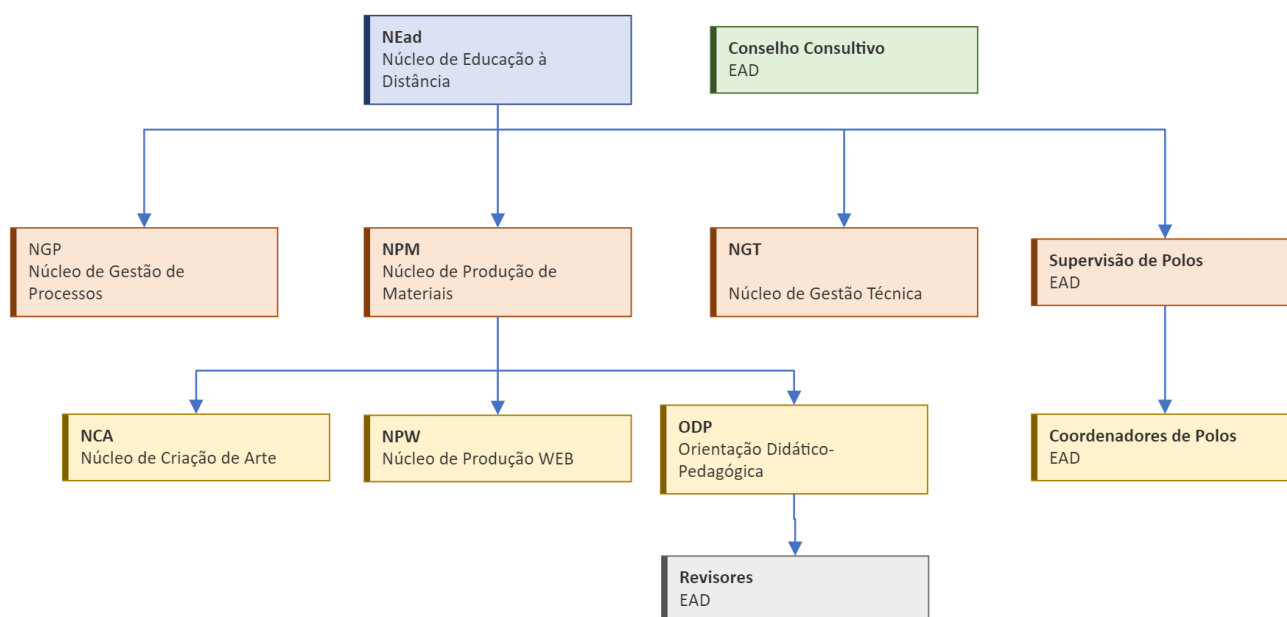 NEad
Núcleo de Educação à
Distância
Conselho Consultivo
EAD
NGP
Núcleo de Gestão de
Processos
NPM
Núcleo de Produção de
Materiais
NGT
Núcleo de Gestão Técnica
Supervisão de Polos
EAD
NCA
Núcleo de Criação de Arte
NPW
Núcleo de Produção WEB
ODP
Orientação Didático-
Pedagógica
Coordenadores de Polos
EAD
Revisores
EAD